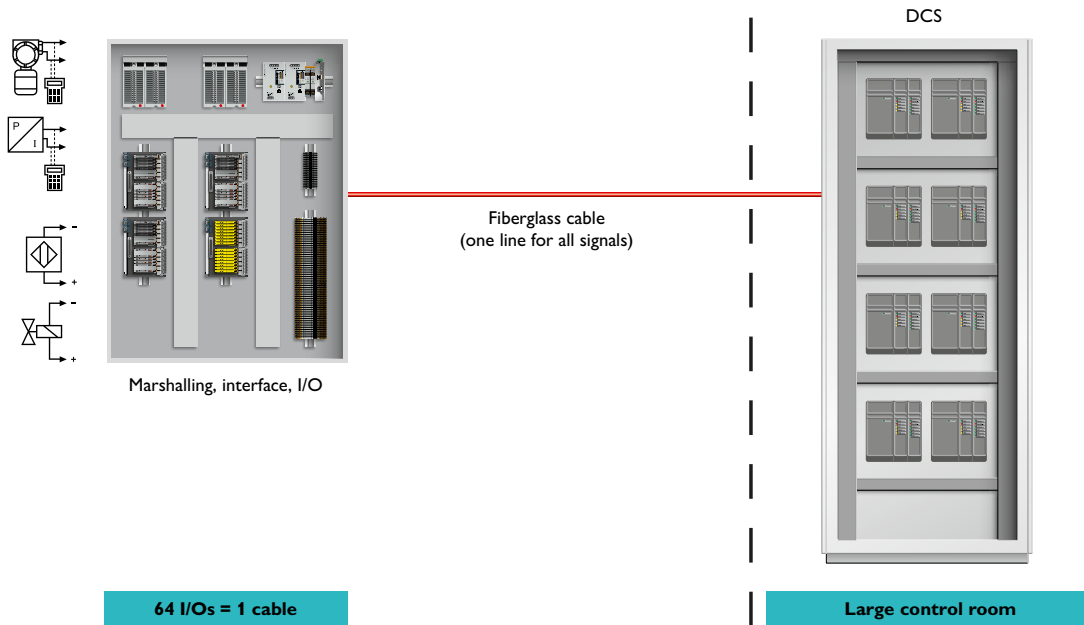 DCS
P
I
−
+
−
+
Fiberglass cable
(one line for all signals)
Marshalling, interface, I/O
64 I/Os = 1 cable
Large control room